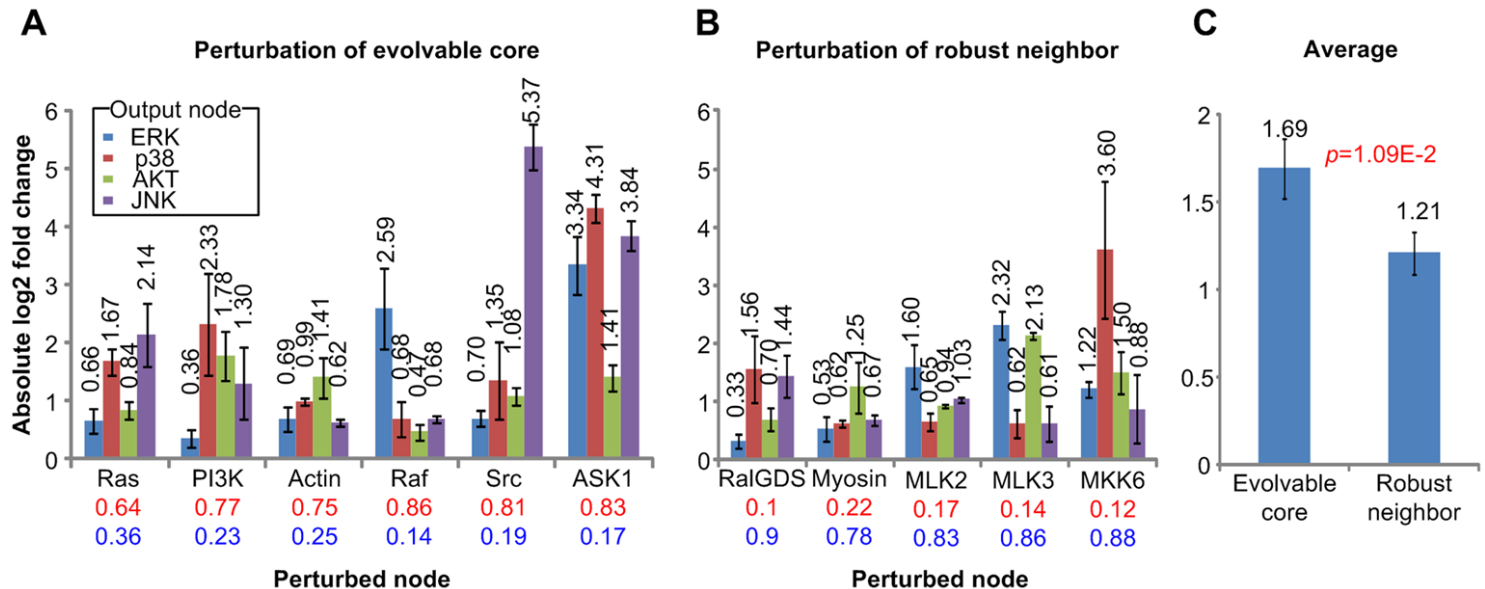 A
Perturbation of evolvable core
Absolute log2 fold change
6
5
4
3
2
1
0
Output node
ERK
p38
AKT
JNK
0.66
1.67
0.84
2.14
0.36
2.33
1.78
1.30
0.69
0.99
1.41
0.62
2.59
0.68
0.47
0.68
0.70
1.35
1.08
5.37
3.34
4.31
1.41
3.84
Ras PI3K Actin Raf Src ASK1
0.64 0.77 0.75 0.86 0.81 0.83
0.36 0.23 0.25 0.14 0.19 0.17
Perturbed node
B
Perturbation of robust neighbor
6
5
4
3
2
1
0
0.33
1.56
0.70
1.44
0.53
0.62
1.25
0.67
1.60
0.65
0.94
1.03
2.32
0.62
2.13
0.61
1.22
3.60
1.50
0.88
RalGDS Myosin MLK2 MLK3 MKK6
0.1 0.22 0.17 0.14 0.12
0.9 0.78 0.83 0.86 0.88
Perturbed node
C
Average
2
1.5
1
0.5
0
1.69
p=1.09E-2
1.21
Evolvable Robust
core neighbor